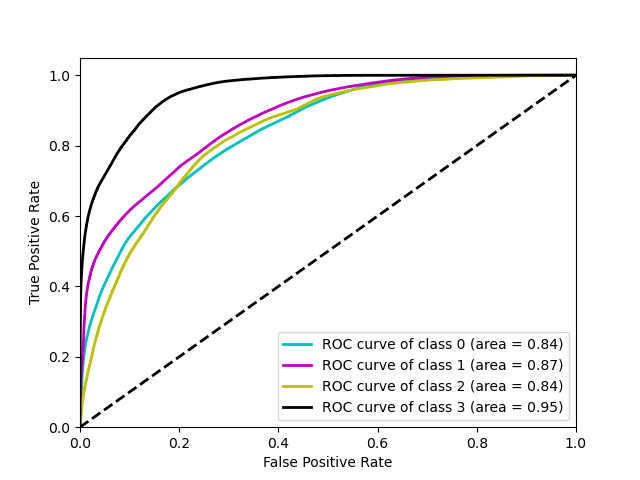 1.0
0.8
0.6
0.4
0.2
0.0
True Positive Rate
ROC curve of class 0 (area = 0.84)
ROC curve of class 1 (area = 0.87)
ROC curve of class 2 (area = 0.84)
ROC curve of class 3 (area = 0.95)
0.0 0.2 0.4 0.6 0.8 1.0
False Positive Rate